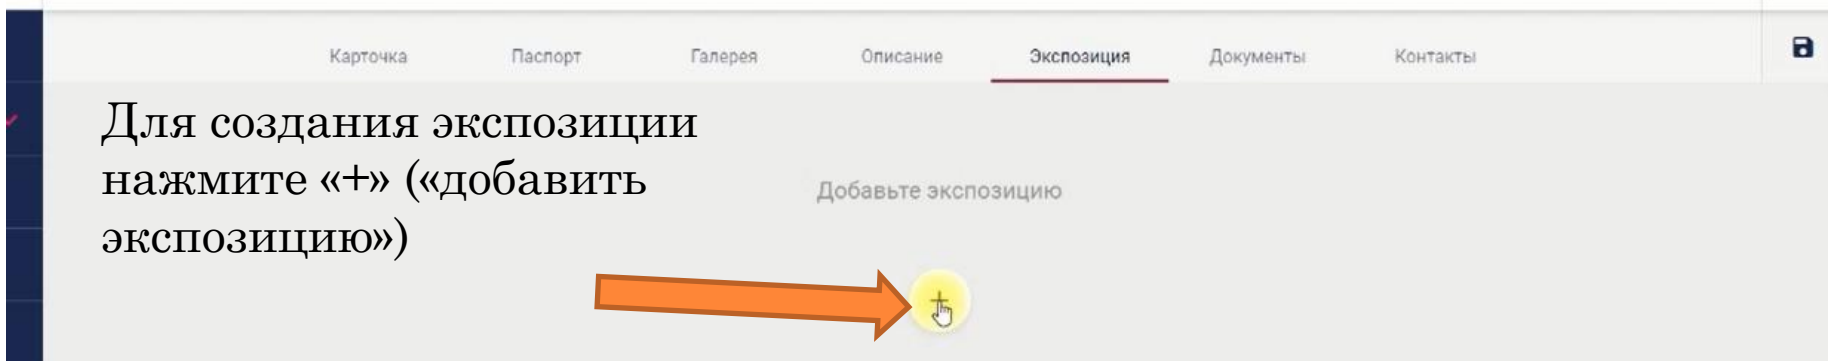 Карточка Паспорт Галерея Описание Экспозиция Документы Контакты
Для создания экспозиции
нажмите «+» («добавить
экспозицию»)
Добавьте экспозицию
+